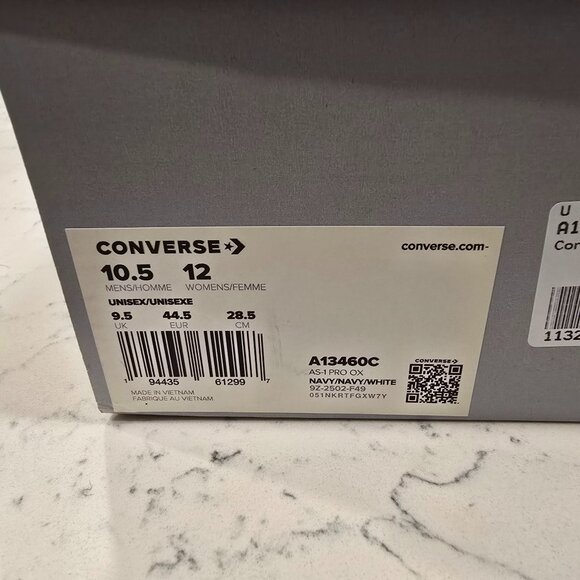 CONVERSE
converse.com-
10.5 12
MENS/HOMME WOMENS/FEMME
UNISEX/UNISEXE
9.5 44.5 28.5
UK EUR CM
1 94435 61299 7
MADE IN VIETNAM
FABRIQUE AU VIETNAM
A13460C
AS-1 PRO OX
NAVY/NAVY/WHITE
9Z-2502-F49
051NKRTFGXW7Y
CONVERSE
U
A1
Con
1132